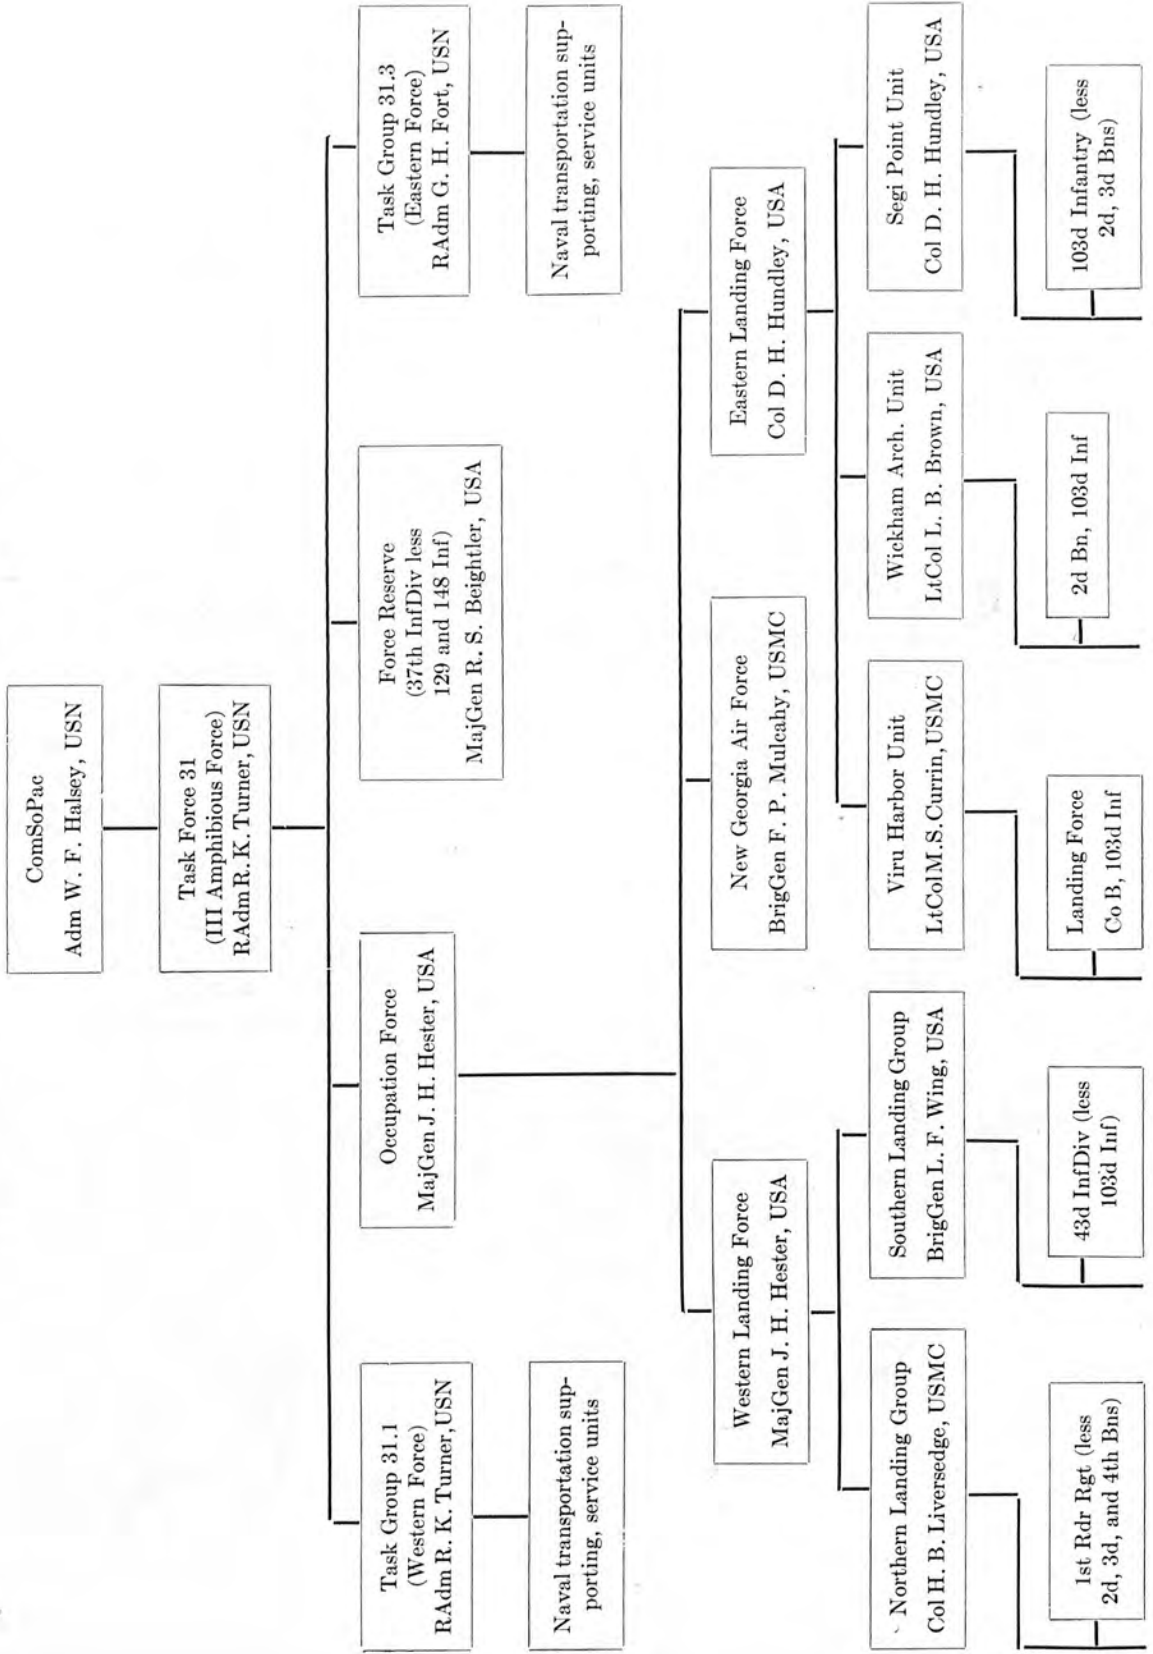 ComSoPac
Adm W. F. Halsey, USN
Task Force 31
(III Amphibious Force)
RAdm R. K. Turner, USN
Task Group 31.1
(Western Force)
RAdm R. K. Turner, USN
Occupation Force
MajGen J. H. Hester, USA
Force Reserve
(37th InfDiv less
129 and 148 Inf)
MajGen R. S. Beightler, USA
Task Group 31.3
(Eastern Force)
RAdm G. H. Fort, USN
Naval transportation sup-
porting, service units
Naval transportation sup-
porting, service units
Western Landing Force
MajGen J. H. Hester, USA
New Georgia Air Force
BrigGen F. P. Mulcahy, USMC
Eastern Landing Force
Col D. H. Hundley, USA
Northern Landing Group
Col H. B. Liversedge, USMC
Southern Landing Group
BrigGen L. F. Wing, USA
Viru Harbor Unit
LtCol M. S. Currin, USMC
Wickham Arch. Unit
LtCol L. B. Brown, USA
Segi Point Unit
Col D. H. Hundley, USA
1st Rdr Rgt (less
2d, 3d, and 4th Bns)
43d InfDiv (less
103d Inf)
Landing Force
Co B, 103d Inf
2d Bn, 103d Inf
103d Infantry (less
2d, 3d Bns)